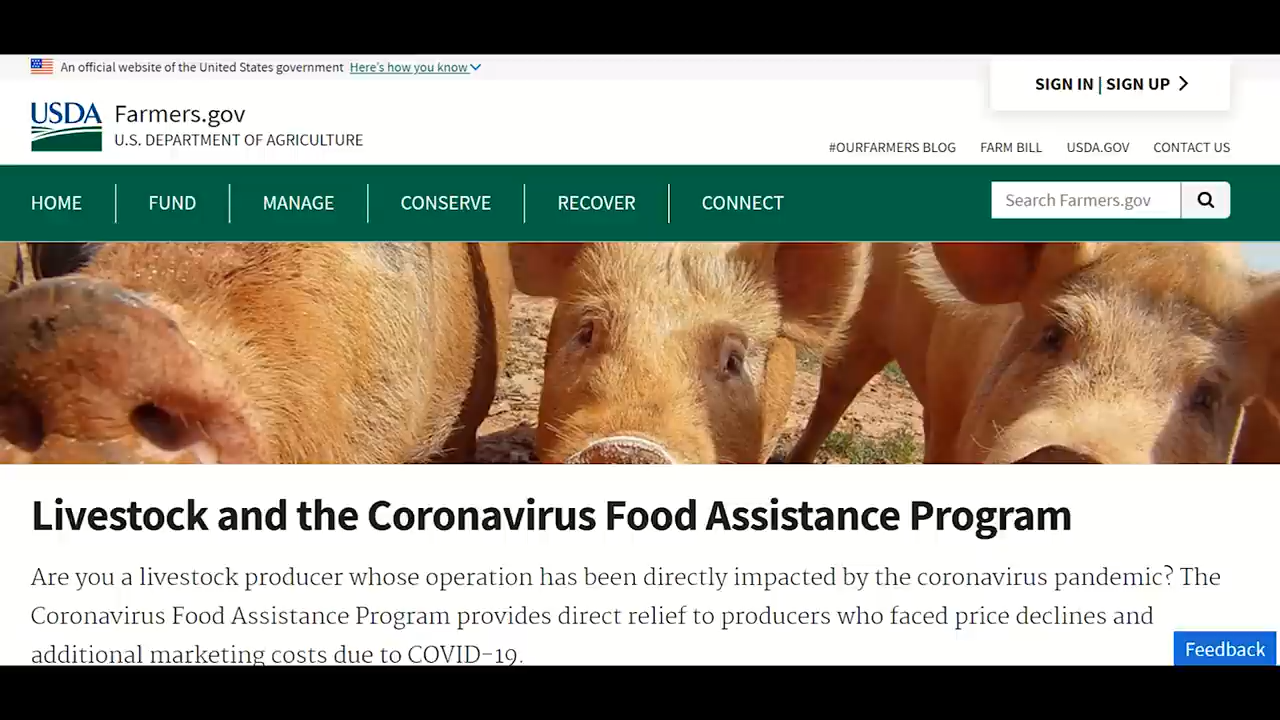 An official website of the United States government Here's how you know
SIGN IN | SIGN UP
USDA
Farmers.gov
U.S. DEPARTMENT OF AGRICULTURE
#OURFARMERS BLOG FARM BILL USDA.GOV CONTACT US
HOME FUND MANAGE CONSERVE RECOVER CONNECT Search Farmers.gov
Livestock and the Coronavirus Food Assistance Program
Are you a livestock producer whose operation has been directly impacted by the coronavirus pandemic? The
Coronavirus Food Assistance Program provides direct relief to producers who faced price declines and
additional marketing costs due to COVID-19.
Feedback